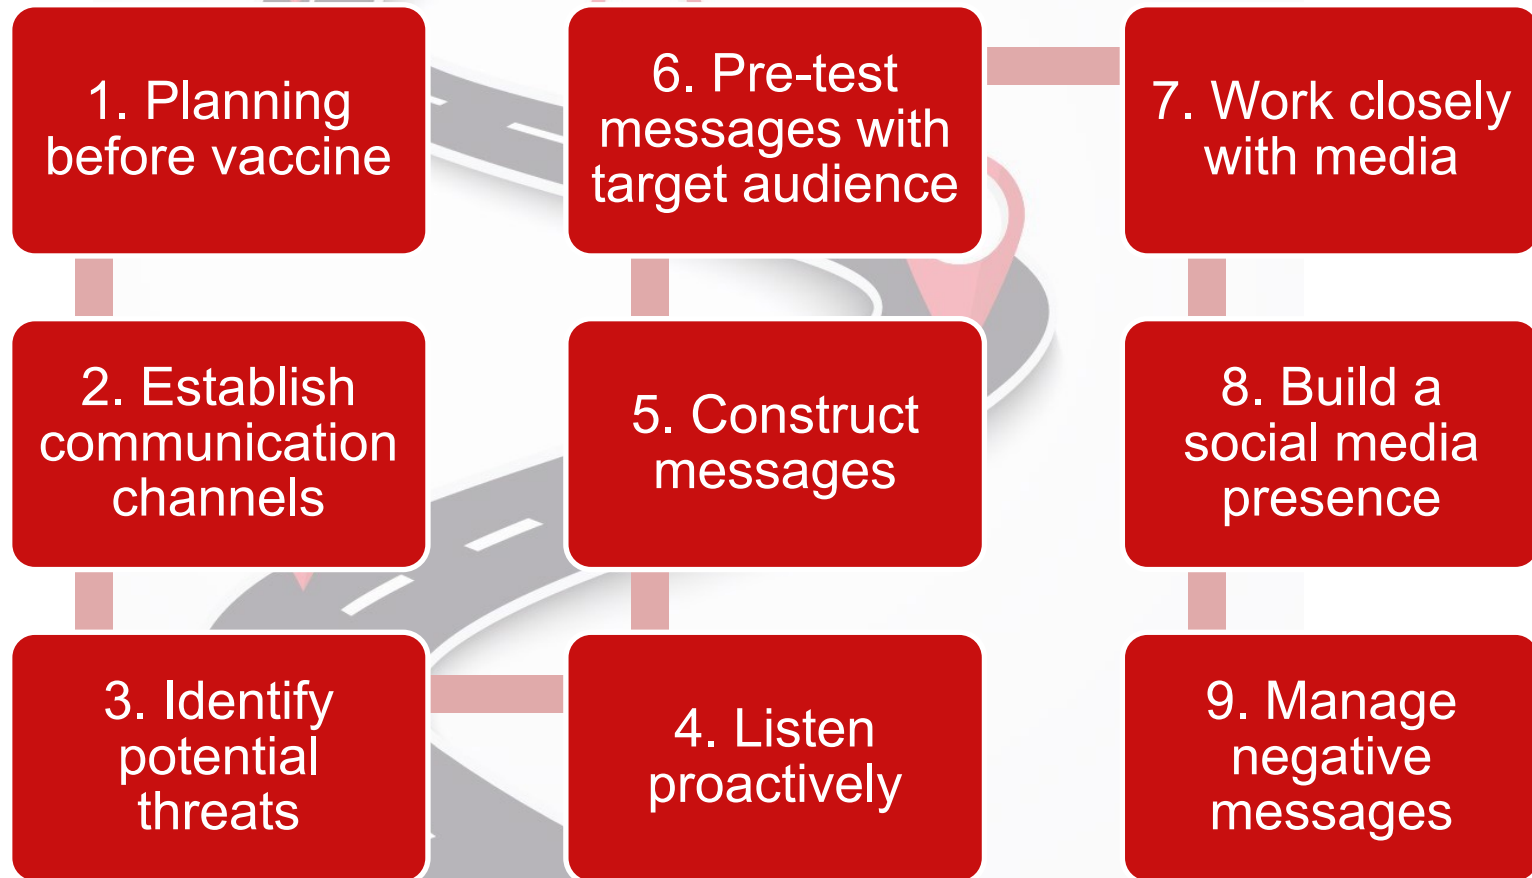 1. Planning
before vaccine
2. Establish
communication
channels
3. Identify
potential
threats
4. Listen
proactively
5. Construct
messages
6. Pre-test
messages with
target audience
7. Work closely
with media
8. Build a
social media
presence
9. Manage
negative
messages